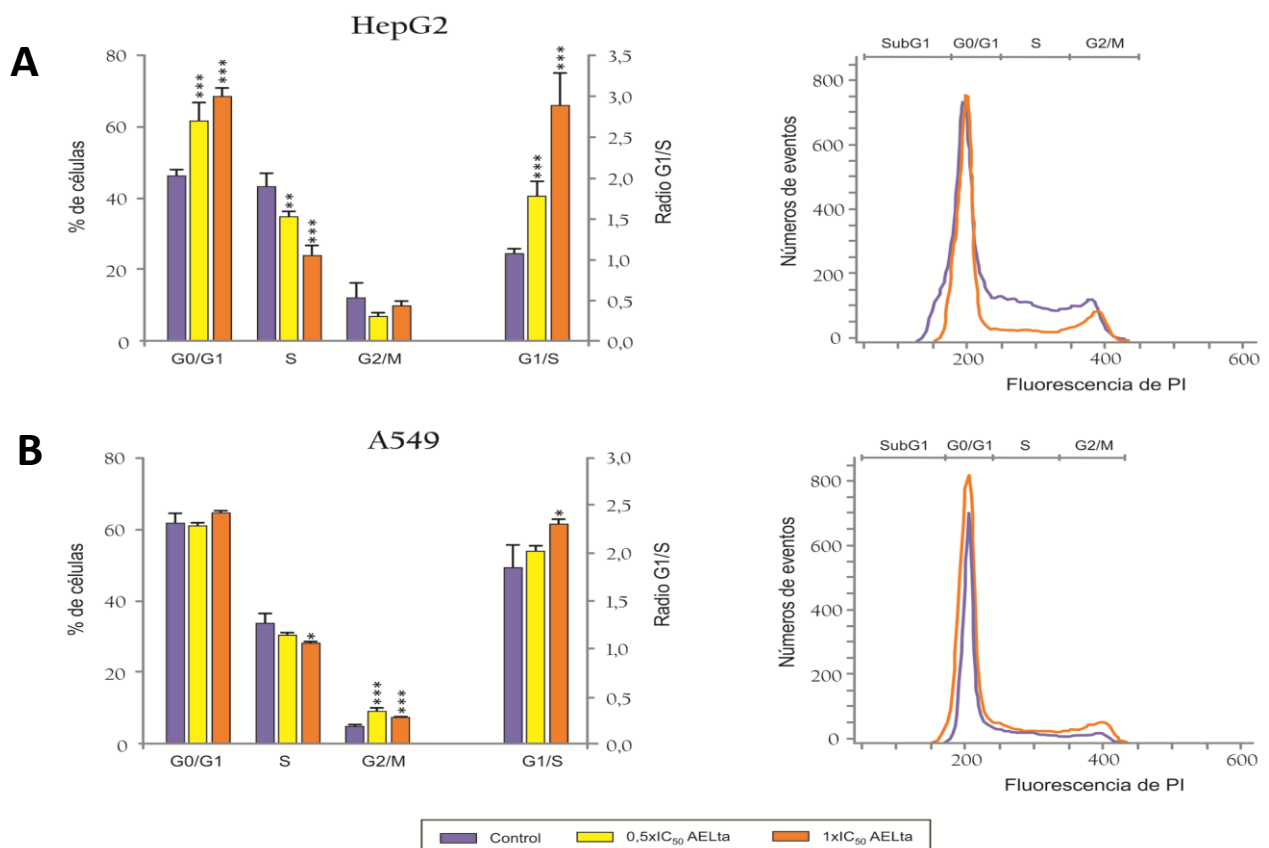 HepG2
A
80
60
40
20
0
% de células
*** ***
** ***
*** ***
G0/G1 S G2/M G1/S
3,5
3,0
2,5
2,0
1,5
1,0
0,5
0,0
Radio G1/S
SubG1 G0/G1 S G2/M
800
600
400
200
0
Números de eventos
200 400 600
Fluorescencia de PI
A549
B
80
60
40
20
0
% de células
*
*** ***
*
G0/G1 S G2/M G1/S
3,0
2,5
2,0
1,5
1,0
0,5
0,0
Radio G1/S
SubG1 G0/G1 S G2/M
800
600
400
200
0
Números de eventos
200 400 600
Fluorescencia de PI
Control 0,5xIC50 AELta 1xIC50 AELta